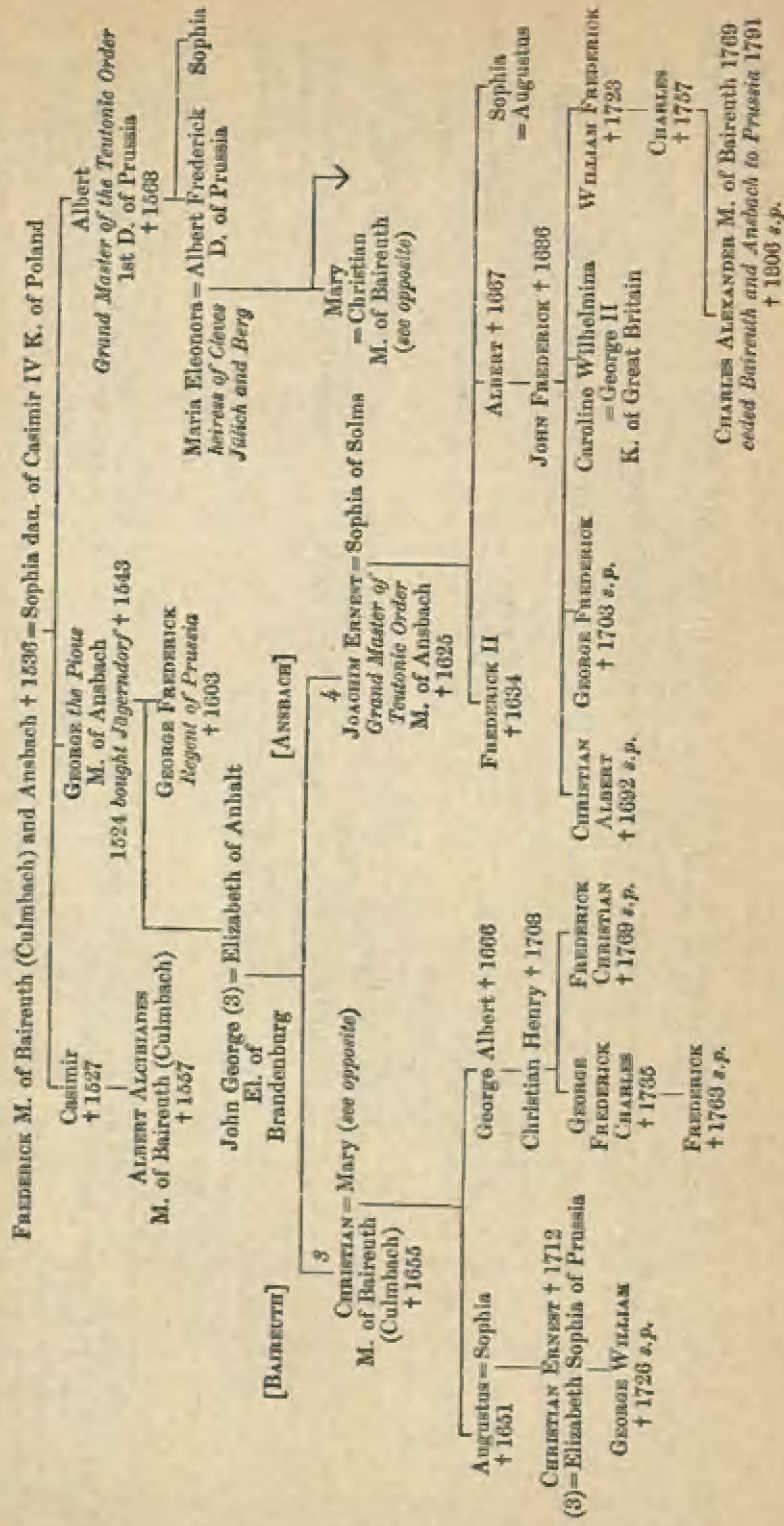 FREDERICK M. of Baireuth (Culmbach) and Ansbach † 1536 = Sophia dau. of Casimir IV K. of Poland
Casimir
† 1527
GEORGE the Pious
M. of Ansbach
1524 bought Jägerndorf † 1543
Albert
Grand Master of the Teutonic Order
1st D. of Prussia
† 1568
ALBERT ALCIBIADES
M. of Baireuth (Culmbach)
† 1557
GEORGE FREDERICK
Regent of Prussia
† 1603
Maria Eleonora = Albert Frederick
heiress of Cleves
Jülich and Berg
D. of Prussia
Sophia
John George (3) = Elizabeth of Anhalt
El. of
Brandenburg
Mary
= Christian
M. of Baireuth
(see opposite)
[BAIREUTH]
[ANSBACH]
3
CHRISTIAN = Mary (see opposite)
M. of Baireuth
(Culmbach)
† 1655
4
JOACHIM ERNEST = Sophia of Solms
Grand Master of
Teutonic Order
M. of Ansbach
† 1625
Augustus = Sophia
† 1651
George Albert † 1666
FREDERICK II
† 1634
ALBERT † 1667
Sophia
= Augustus
CHRISTIAN ERNEST † 1712
(3) = Elizabeth Sophia of Prussia
Christian Henry † 1708
JOHN FREDERICK † 1686
GEORGE WILLIAM
† 1726 s.p.
GEORGE
FREDERICK
CHARLES
† 1735
FREDERICK
CHRISTIAN
† 1769 s.p.
CHRISTIAN
ALBERT
† 1692 s.p.
GEORGE FREDERICK
† 1703 s.p.
Caroline Wilhelmina
= George II
K. of Great Britain
WILLIAM FREDERICK
† 1723
FREDERICK
† 1763 s.p.
CHARLES
† 1757
CHARLES ALEXANDER M. of Baireuth 1769
ceded Baireuth and Ansbach to Prussia 1791
† 1806 s.p.